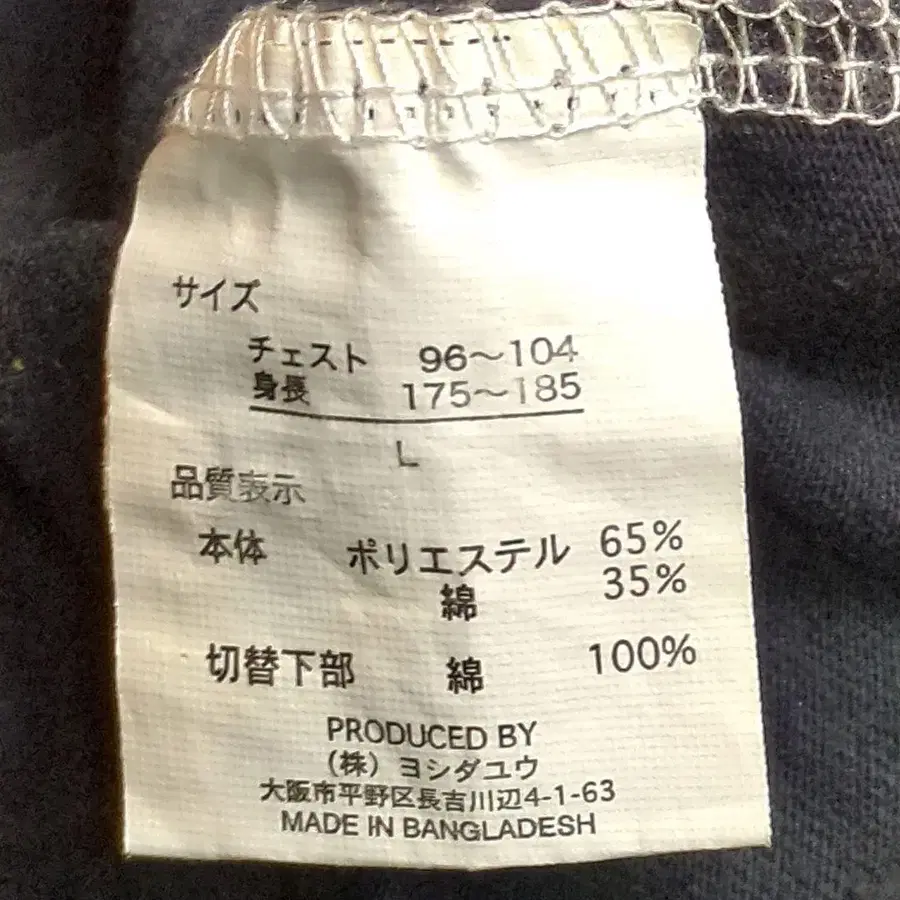 サイズ
チェスト 96〜104
身長 175〜185
L
品質表示
本体 ポリエステル 65%
綿 35%
切替下部 綿 100%
PRODUCED BY
(株)ヨシダユウ
大阪市平野区長吉川辺4-1-63
MADE IN BANGLADESH